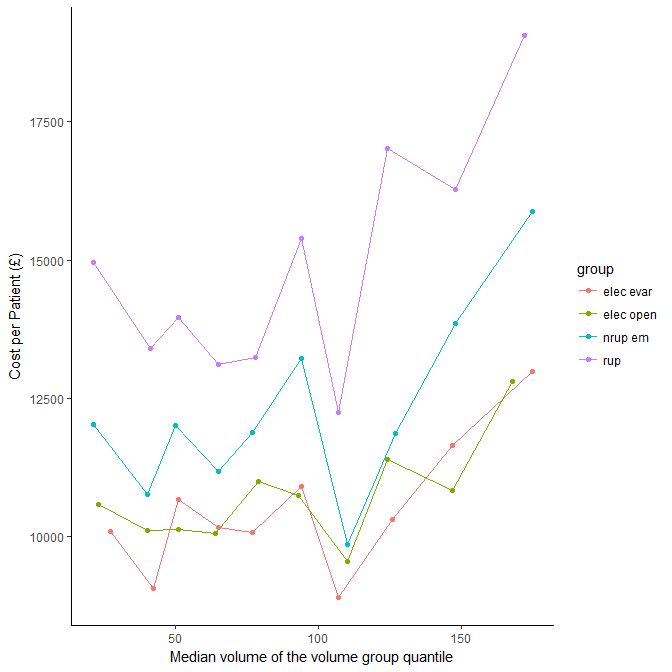 17500
15000
12500
10000
Cost per Patient (£)
50
100
150
Median volume of the volume group quantile
group
elec evar
elec open
nrup em
rup